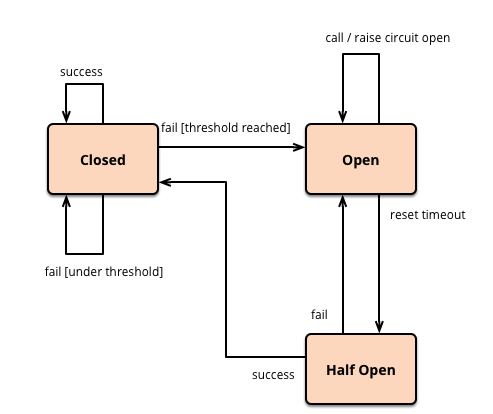 call / raise circuit open
success
fail [threshold reached]
Closed
Open
reset timeout
fail [under threshold]
fail
Half Open
success